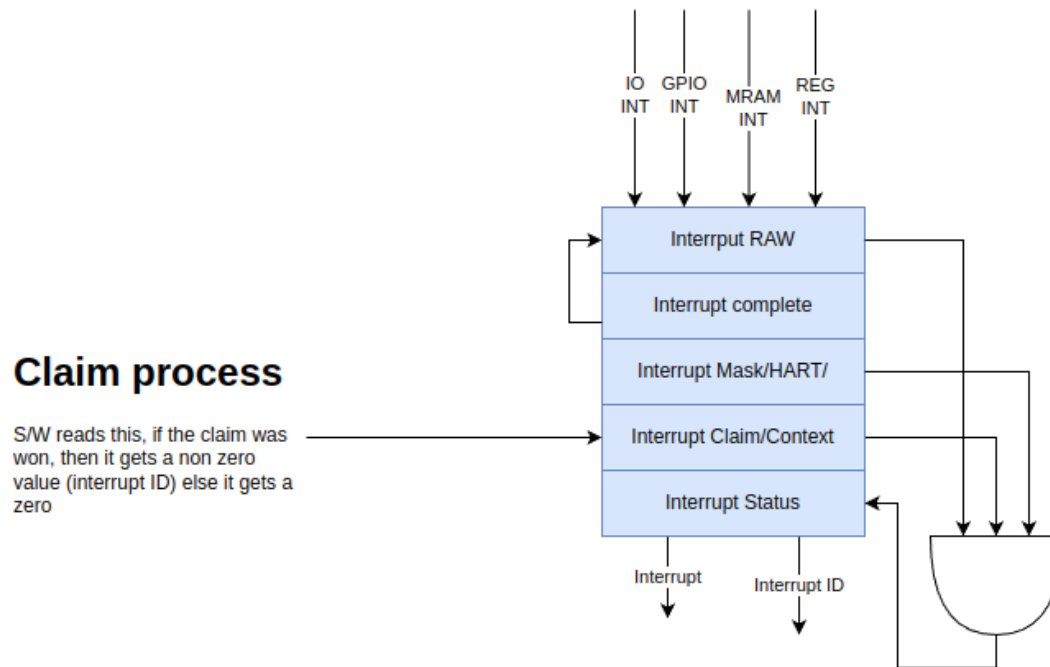 IO
INT
GPIO
INT
MRAM
INT
REG
INT
Interrput RAW
Interrupt complete
Interrupt Mask/HART/
Interrupt Claim/Context
Interrupt Status
Claim process
S/W reads this, if the claim was
won, then it gets a non zero
value (interrupt ID) else it gets a
zero
Interrupt
Interrupt ID